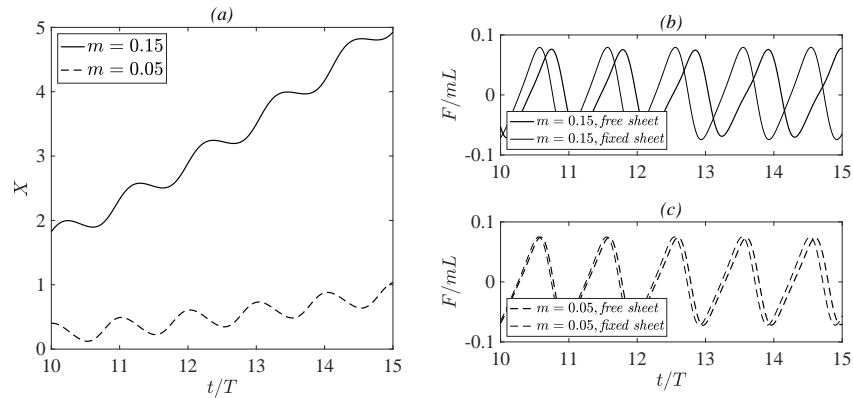 (a)
5
4
3
2
1
0
X
m = 0.15
m = 0.05
10 11 12 13 14 15
t/T
(b)
0.1
0
-0.1
F/mL
m = 0.15, free sheet
m = 0.15, fixed sheet
10 11 12 13 14 15
(c)
0.1
0
-0.1
F/mL
m = 0.05, free sheet
m = 0.05, fixed sheet
10 11 12 13 14 15
t/T